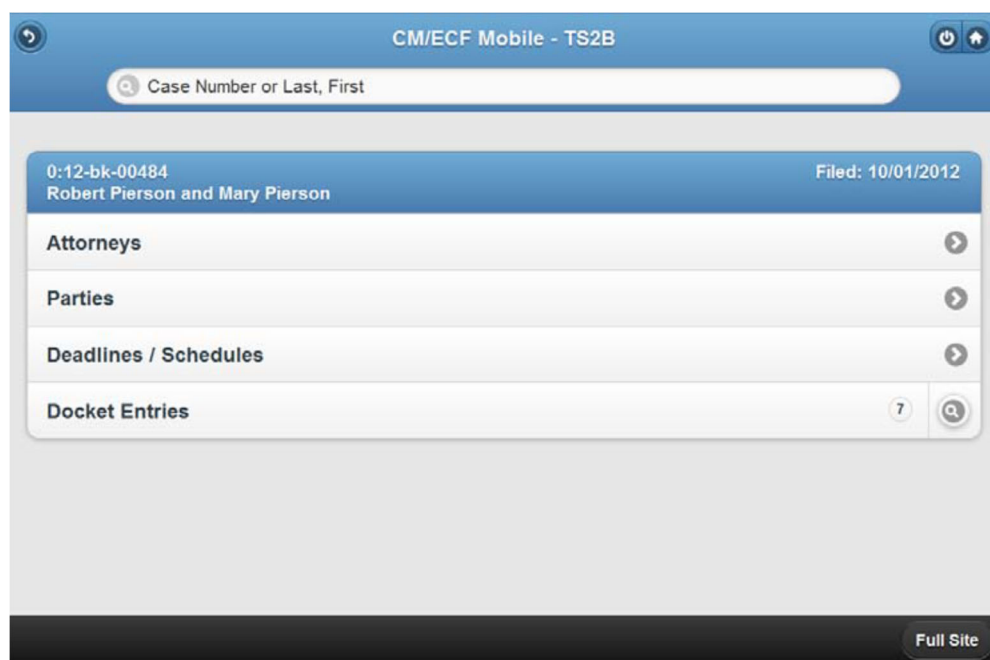 CM/ECF Mobile - TS2B
Case Number or Last, First
0:12-bk-00484
Filed: 10/01/2012
Robert Pierson and Mary Pierson
Attorneys
Parties
Deadlines / Schedules
Docket Entries 7
Full Site